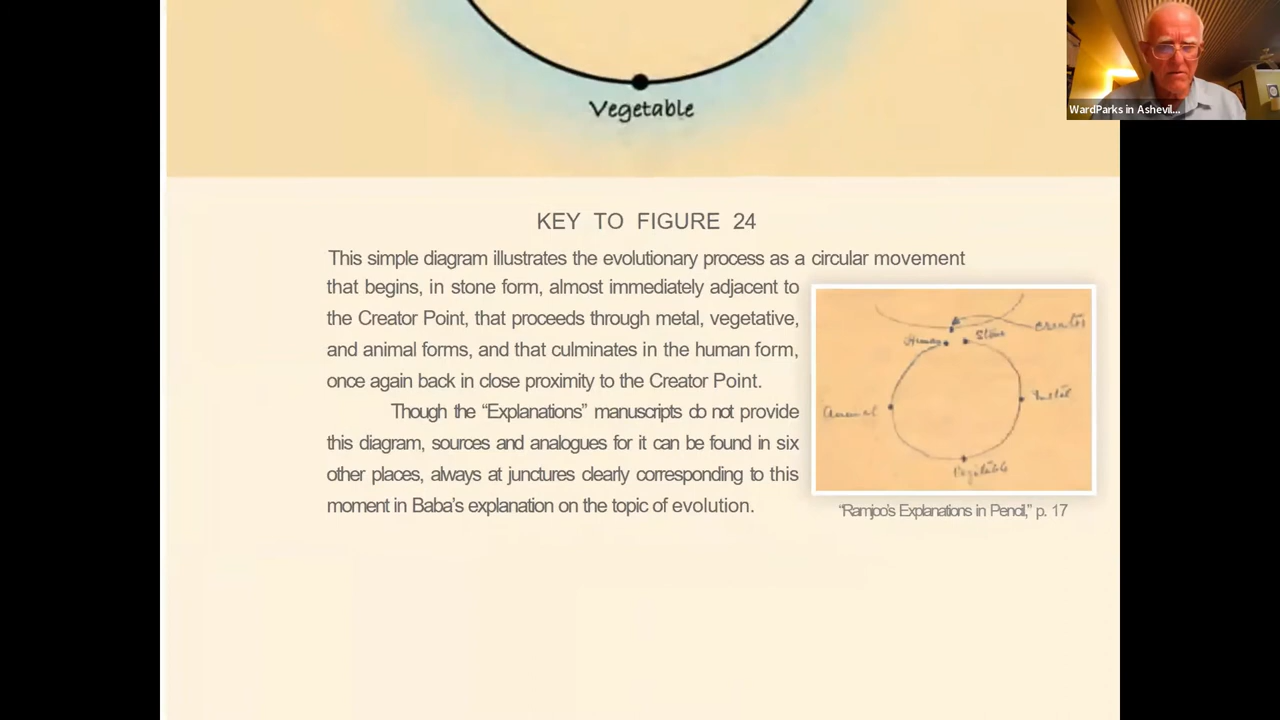 WardParks in Ashevil...
Vegetable
KEY TO FIGURE 24
This simple diagram illustrates the evolutionary process as a circular movement
that begins, in stone form, almost immediately adjacent to
the Creator Point, that proceeds through metal, vegetative,
and animal forms, and that culminates in the human form,
once again back in close proximity to the Creator Point.
Though the “Explanations” manuscripts do not provide
this diagram, sources and analogues for it can be found in six
other places, always at junctures clearly corresponding to this
moment in Baba’s explanation on the topic of evolution.
Creator
Stone
Metal
Animal
Vegitable
“Ramjoo’s Explanations in Pencil,” p. 17